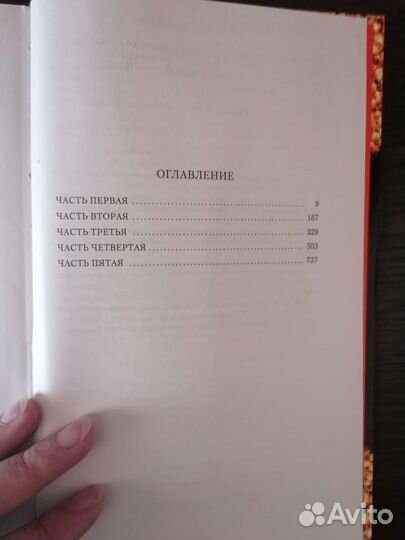 ОГЛАВЛЕНИЕ
ЧАСТЬ ПЕРВАЯ ........................................ 9
ЧАСТЬ ВТОРАЯ ........................................ 167
ЧАСТЬ ТРЕТЬЯ ........................................ 329
ЧАСТЬ ЧЕТВЕРТАЯ ................................... 503
ЧАСТЬ ПЯТАЯ ........................................ 727
Avito